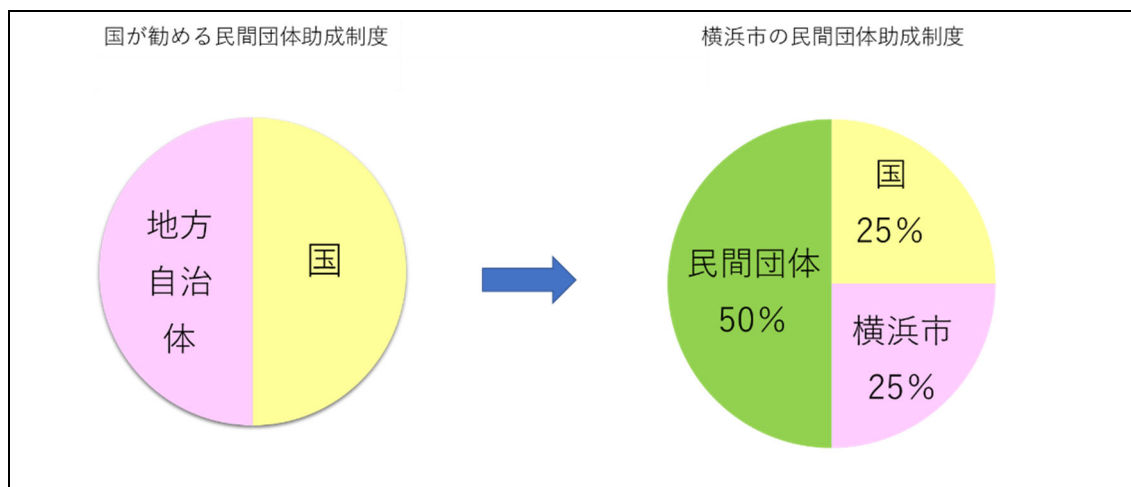 国が勧める民間団体助成制度
地方
自治
体
国
横浜市の民間団体助成制度
民間団体
50%
国
25%
横浜市
25%